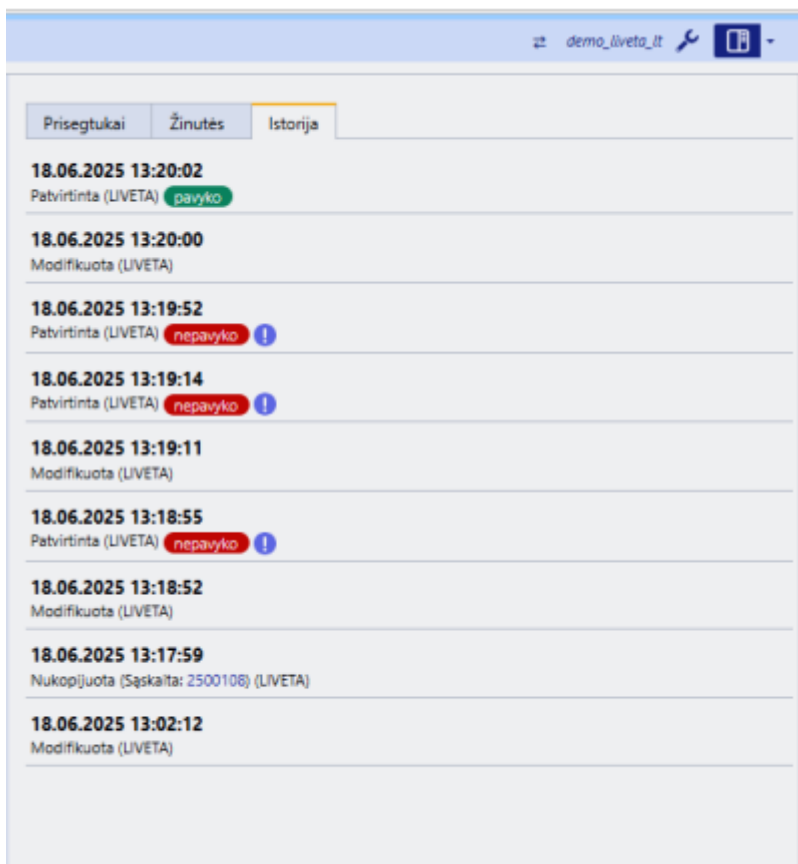 demo_liveta_lt
Prisegtukai Žinutės Istorija
18.06.2025 13:20:02
Patvirtinta (LIVETA) pavyko
18.06.2025 13:20:00
Modifikuota (LIVETA)
18.06.2025 13:19:52
Patvirtinta (LIVETA) nepavyko !
18.06.2025 13:19:14
Patvirtinta (LIVETA) nepavyko !
18.06.2025 13:19:11
Modifikuota (LIVETA)
18.06.2025 13:18:55
Patvirtinta (LIVETA) nepavyko !
18.06.2025 13:18:52
Modifikuota (LIVETA)
18.06.2025 13:17:59
Nukopijuota (Sąskaita: 2500108) (LIVETA)
18.06.2025 13:02:12
Modifikuota (LIVETA)